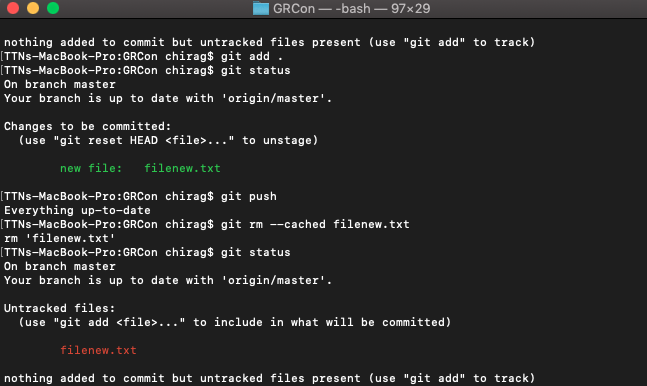 GRCon — -bash — 97×29
nothing added to commit but untracked files present (use "git add" to track)
[TTNs-MacBook-Pro:GRCon chirag$ git add .
[TTNs-MacBook-Pro:GRCon chirag$ git status
On branch master
Your branch is up to date with 'origin/master'.
Changes to be committed:
(use "git reset HEAD <file>..." to unstage)
new file:   filenew.txt
[TTNs-MacBook-Pro:GRCon chirag$ git push
Everything up-to-date
[TTNs-MacBook-Pro:GRCon chirag$ git rm --cached filenew.txt
rm 'filenew.txt'
[TTNs-MacBook-Pro:GRCon chirag$ git status
On branch master
Your branch is up to date with 'origin/master'.
Untracked files:
(use "git add <file>..." to include in what will be committed)
filenew.txt
nothing added to commit but untracked files present (use "git add" to track)